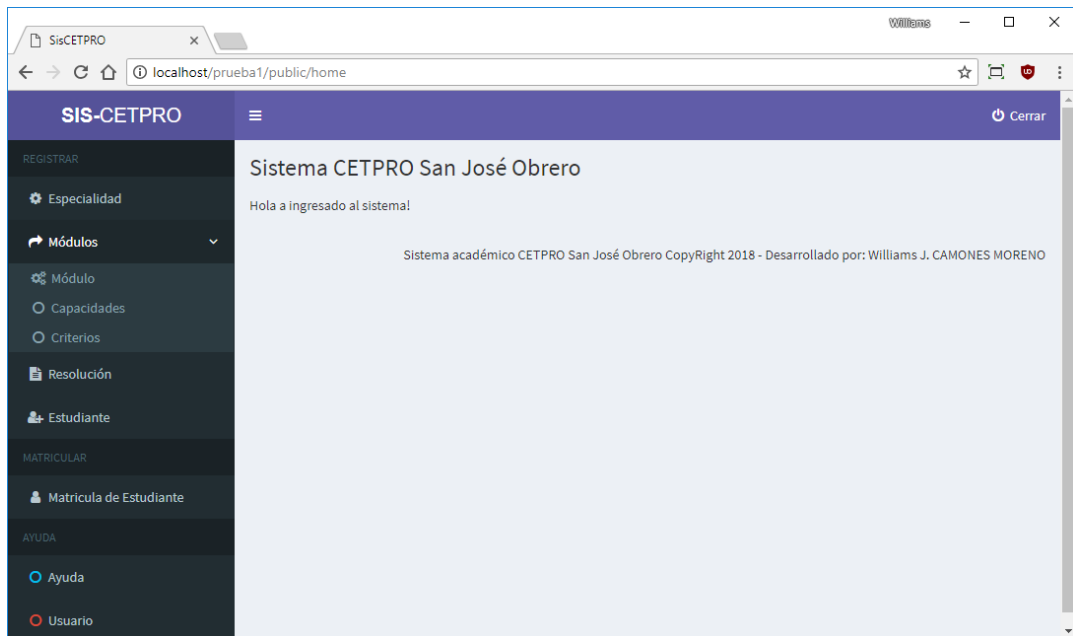 Williams
SisCETPRO
localhost/prueba1/public/home
SIS-CETPRO
Cerrar
REGISTRAR
Especialidad
Módulos
Módulo
Capacidades
Criterios
Resolución
Estudiante
MATRICULAR
Matricula de Estudiante
AYUDA
Ayuda
Usuario
Sistema CETPRO San José Obrero
Hola a ingresado al sistema!
Sistema académico CETPRO San José Obrero CopyRight 2018 - Desarrollado por: Williams J. CAMONES MORENO